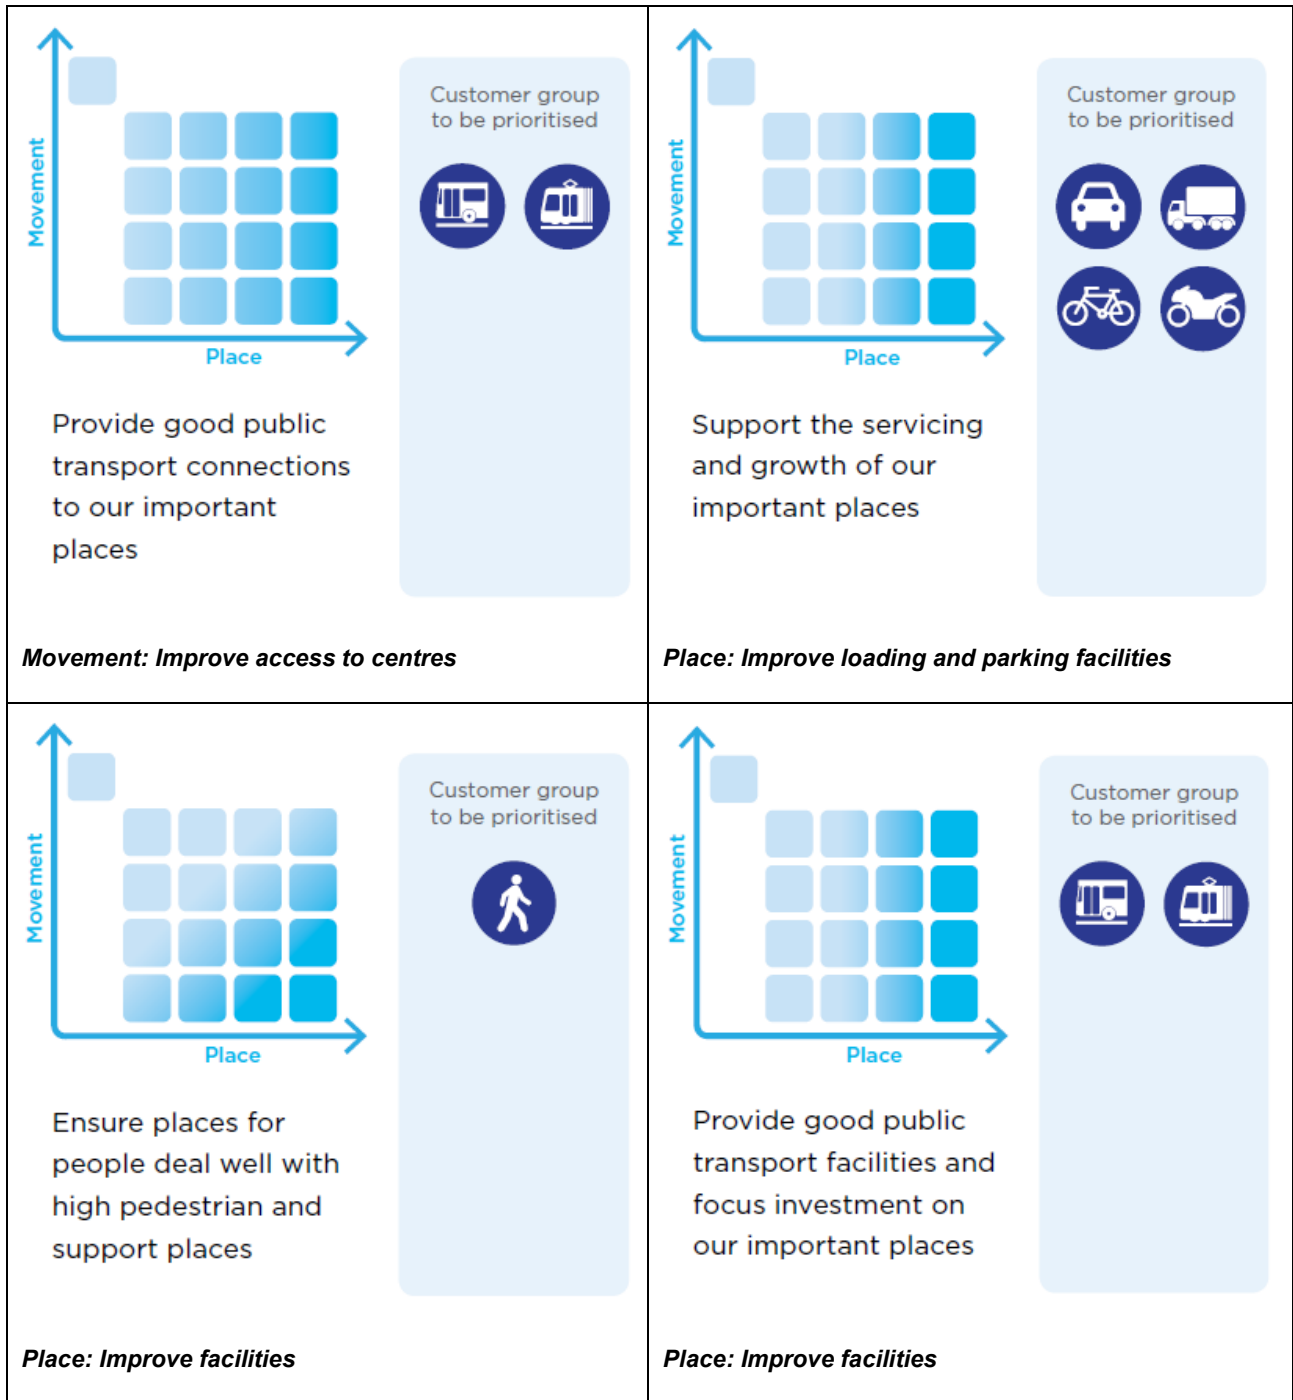 Movement
Place
Customer group
to be prioritised
Provide good public
transport connections
to our important
places
Movement: Improve access to centres
Movement
Place
Customer group
to be prioritised
Support the servicing
and growth of our
important places
Place: Improve loading and parking facilities
Movement
Place
Customer group
to be prioritised
Ensure places for
people deal well with
high pedestrian and
support places
Place: Improve facilities
Movement
Place
Customer group
to be prioritised
Provide good public
transport facilities and
focus investment on
our important places
Place: Improve facilities